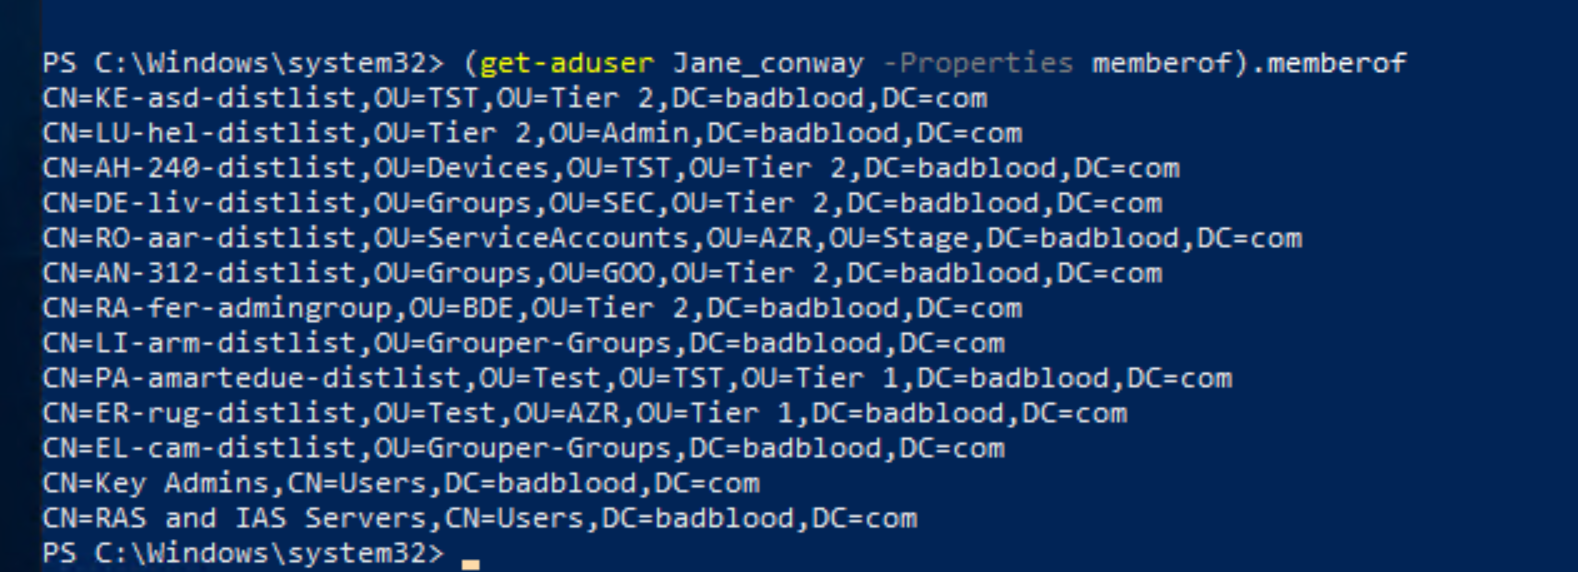 PS C:\Windows\system32> (get-aduser Jane_conway -Properties memberof).memberof
CN=KE-asd-distlist,OU=TST,OU=Tier 2,DC=badblood,DC=com
CN=LU-hel-distlist,OU=Tier 2,OU=Admin,DC=badblood,DC=com
CN=AH-240-distlist,OU=Devices,OU=TST,OU=Tier 2,DC=badblood,DC=com
CN=DE-liv-distlist,OU=Groups,OU=SEC,OU=Tier 2,DC=badblood,DC=com
CN=RO-aar-distlist,OU=ServiceAccounts,OU=AZR,OU=Stage,DC=badblood,DC=com
CN=AN-312-distlist,OU=Groups,OU=GOO,OU=Tier 2,DC=badblood,DC=com
CN=RA-fer-admingroup,OU=BDE,OU=Tier 2,DC=badblood,DC=com
CN=LI-arm-distlist,OU=Grouper-Groups,DC=badblood,DC=com
CN=PA-amartedue-distlist,OU=Test,OU=TST,OU=Tier 1,DC=badblood,DC=com
CN=ER-rug-distlist,OU=Test,OU=AZR,OU=Tier 1,DC=badblood,DC=com
CN=EL-cam-distlist,OU=Grouper-Groups,DC=badblood,DC=com
CN=Key Admins,CN=Users,DC=badblood,DC=com
CN=RAS and IAS Servers,CN=Users,DC=badblood,DC=com
PS C:\Windows\system32>